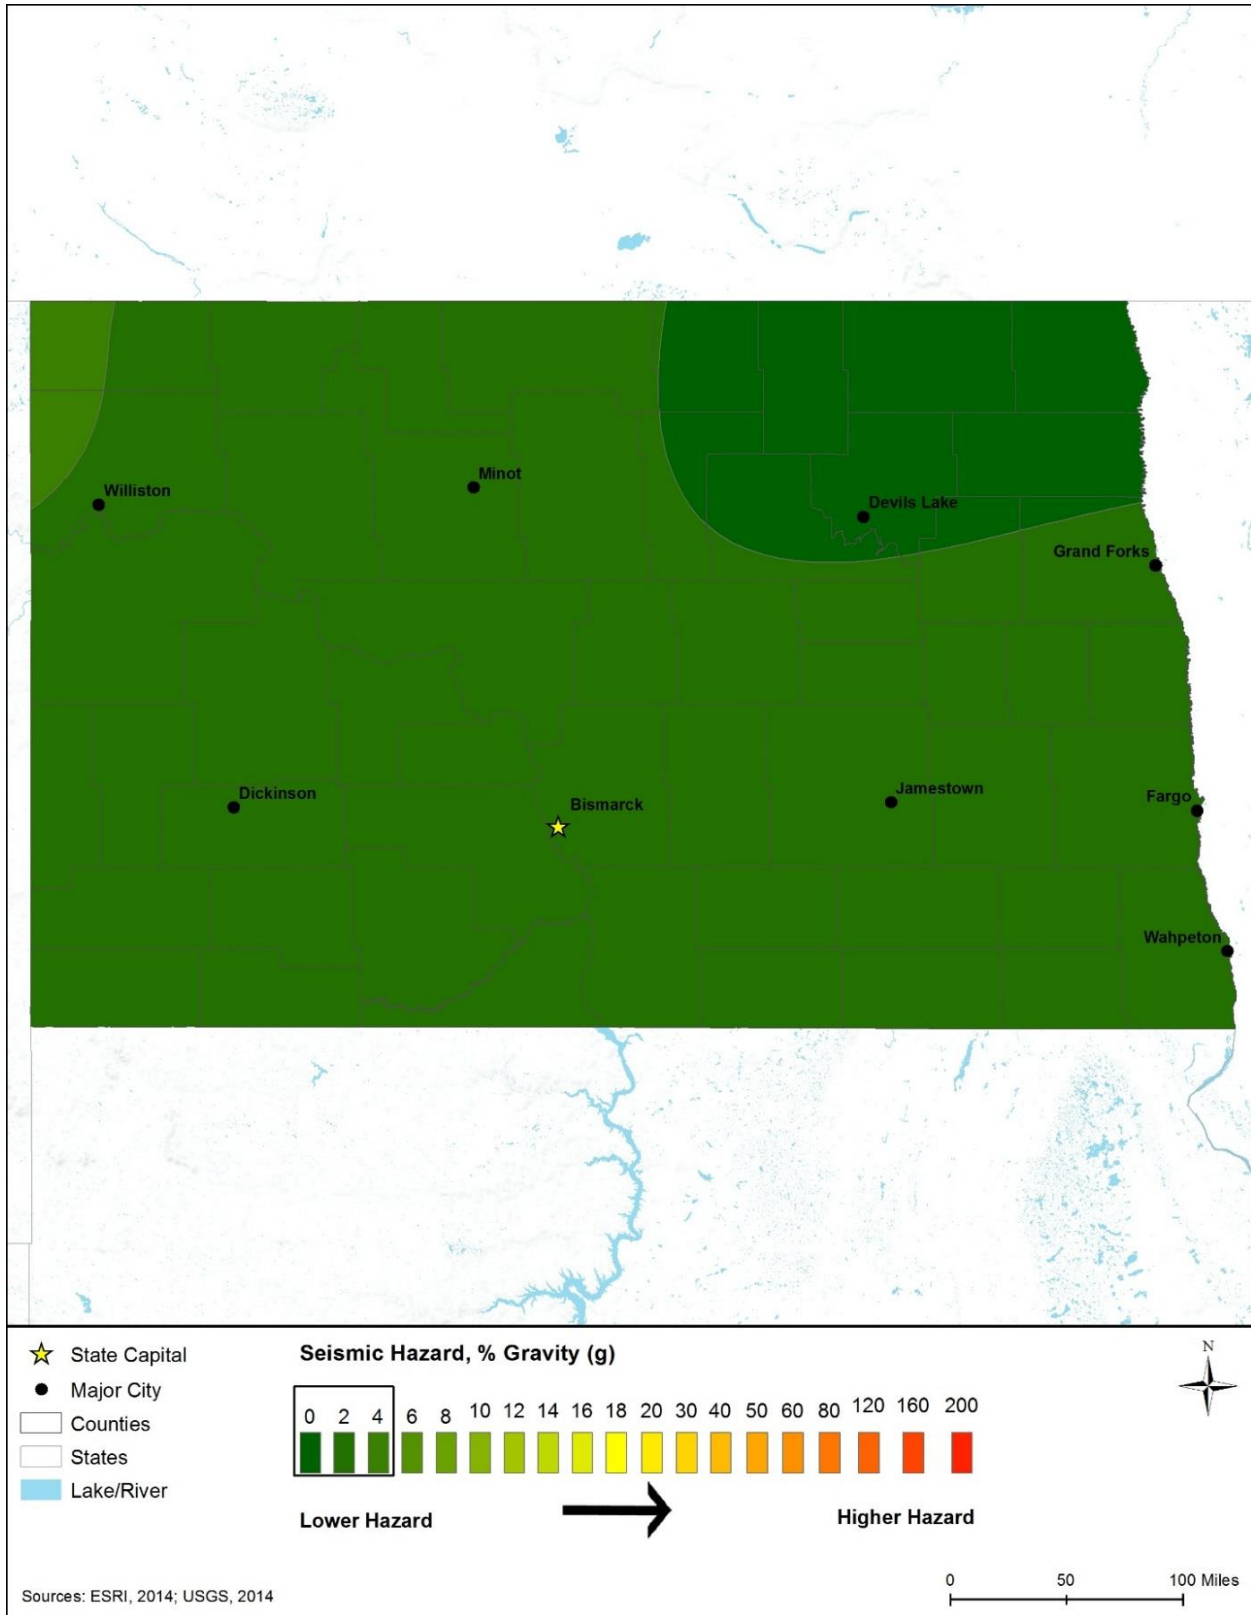 Minot
Williston
Devils Lake
Grand Forks
Dickinson
Bismarck
Jamestown
Fargo
Wahpeton
State Capital
Major City
Counties
States
Lake/River
Seismic Hazard, % Gravity (g)
0 2 4 6 8 10 12 14 16 18 20 30 40 50 60 80 120 160 200
Lower Hazard
Higher Hazard
N
0 50 100 Miles
Sources: ESRI, 2014; USGS, 2014